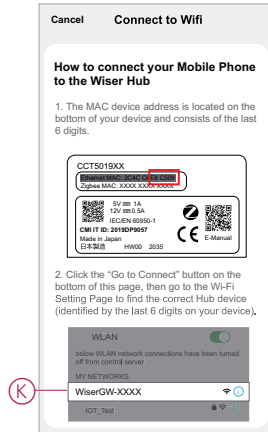 Cancel Connect to Wifi
How to connect your Mobile Phone
to the Wiser Hub
1. The MAC device address is located on the
bottom of your device and consists of the last
6 digits.
CCT5019XX
Ethernet MAC: 2C4C C6E8 C509
Zigbee MAC: XXXX XXXX XXXX
5V ⎓ 1A
12V ⎓ 0.5A
IEC/EN 60950-1
CMI IT ID: 2019DP9057
Made in Japan
日本製造 HW00 2035
CE
E-Manual
2. Click the “Go to Connect” button on the
bottom of this page, then go to the Wi-Fi
Setting Page to find the correct Hub device
(identified by the last 6 digits on your device).
WLAN
below WLAN network connections have been turned
off from control server
MY NETWORKS
K WiserGW-XXXX
IOT_Test